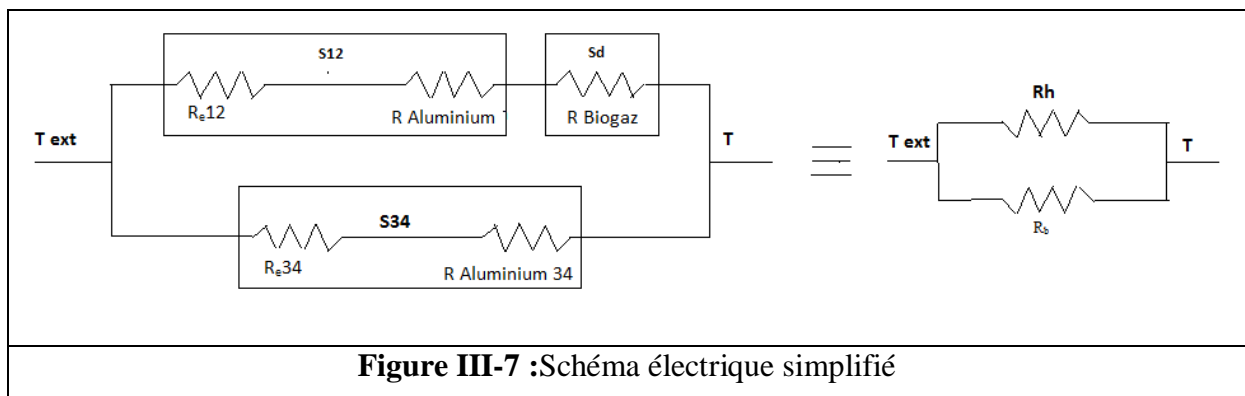 S12
Sd
Re12
R Aluminium
R Biogaz
T ext
T
S34
Re34
R Aluminium 34
Rh
T ext
T
Rb
Figure III-7 :Schéma électrique simplifié